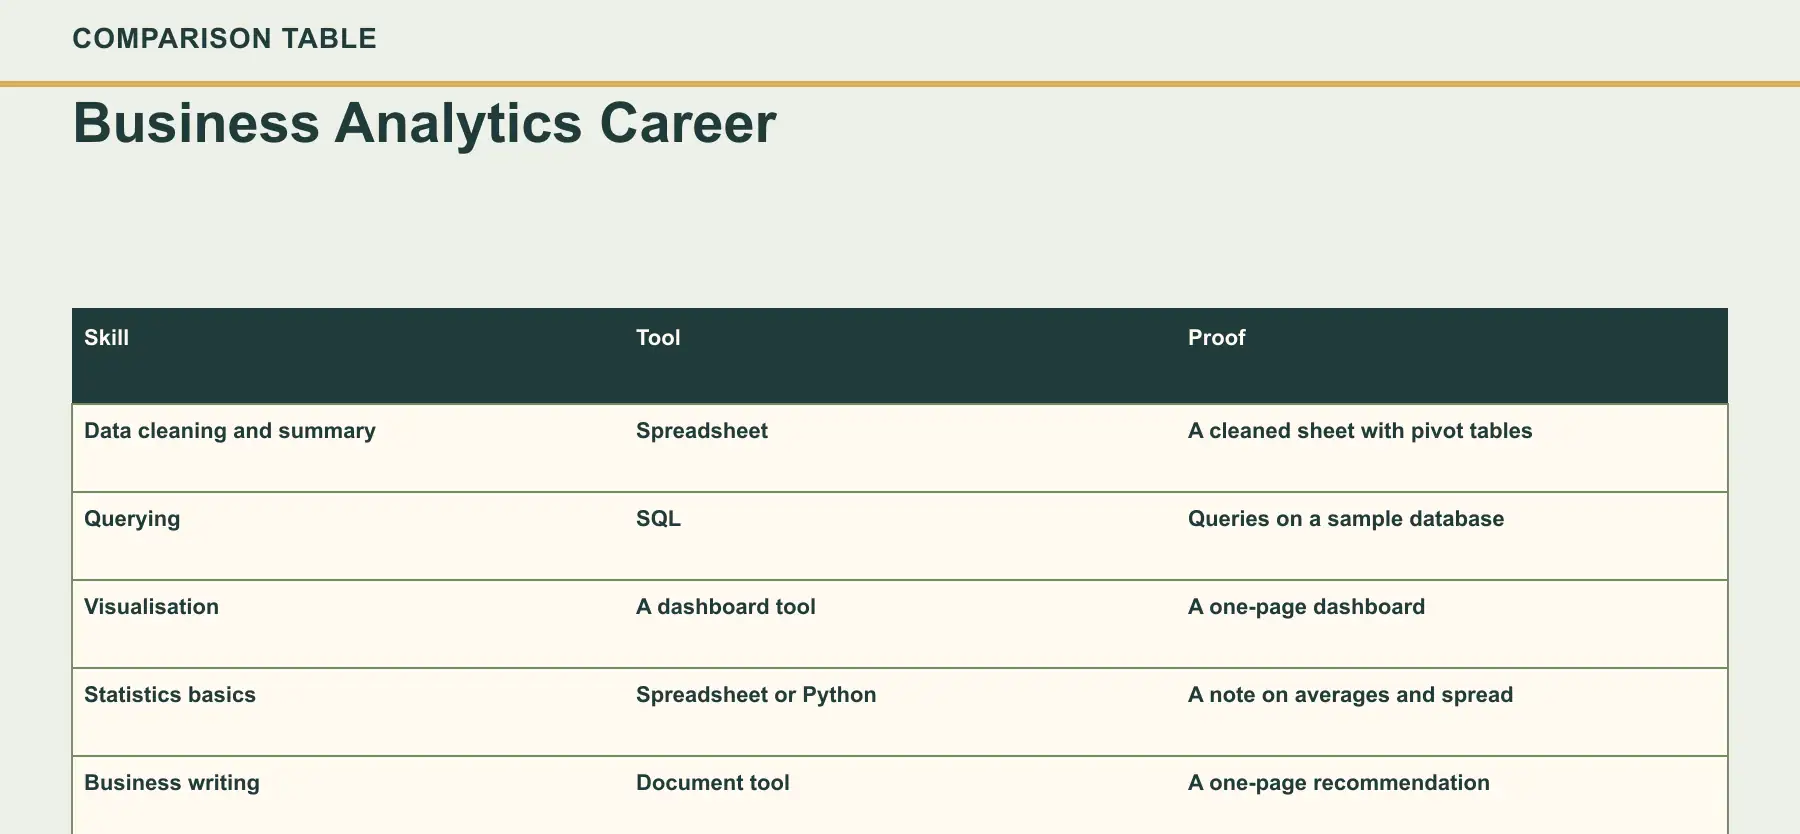 COMPARISON TABLE
Business Analytics Career
Skill Tool Proof
Data cleaning and summary Spreadsheet A cleaned sheet with pivot tables
Querying SQL Queries on a sample database
Visualisation A dashboard tool A one-page dashboard
Statistics basics Spreadsheet or Python A note on averages and spread
Business writing Document tool A one-page recommendation